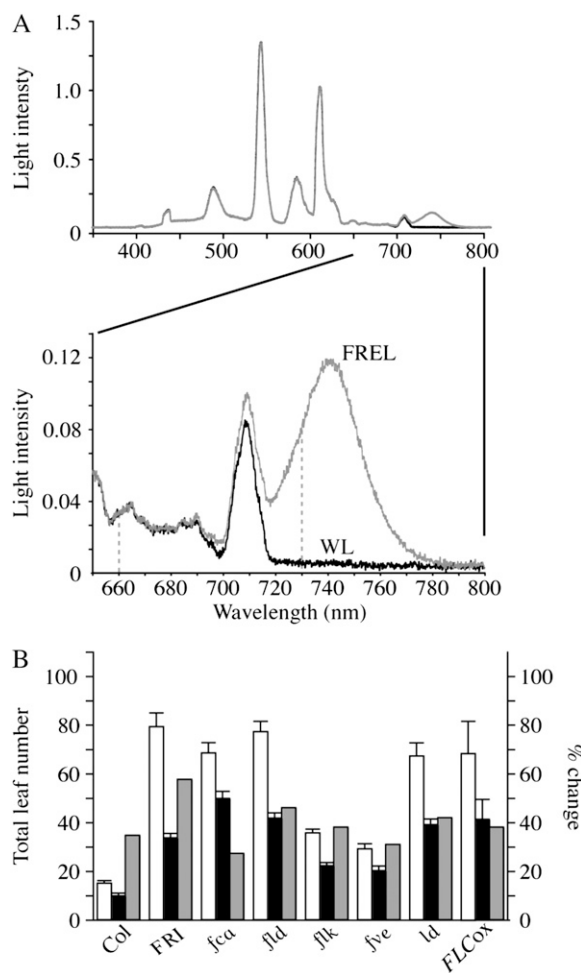 A
1.5
1.0
0.5
0
Light intensty
400 500 600 700 800
0.12
0.08
0.04
0
Light intensity
FREL
WL
660 680 700 720 740 760 780 800
Wavelength (nm)
B
100 100
80 80
60 60
40 40
20 20
0 0
Total leaf number
% change
Col FRI fca fld flk fve ld FLCox